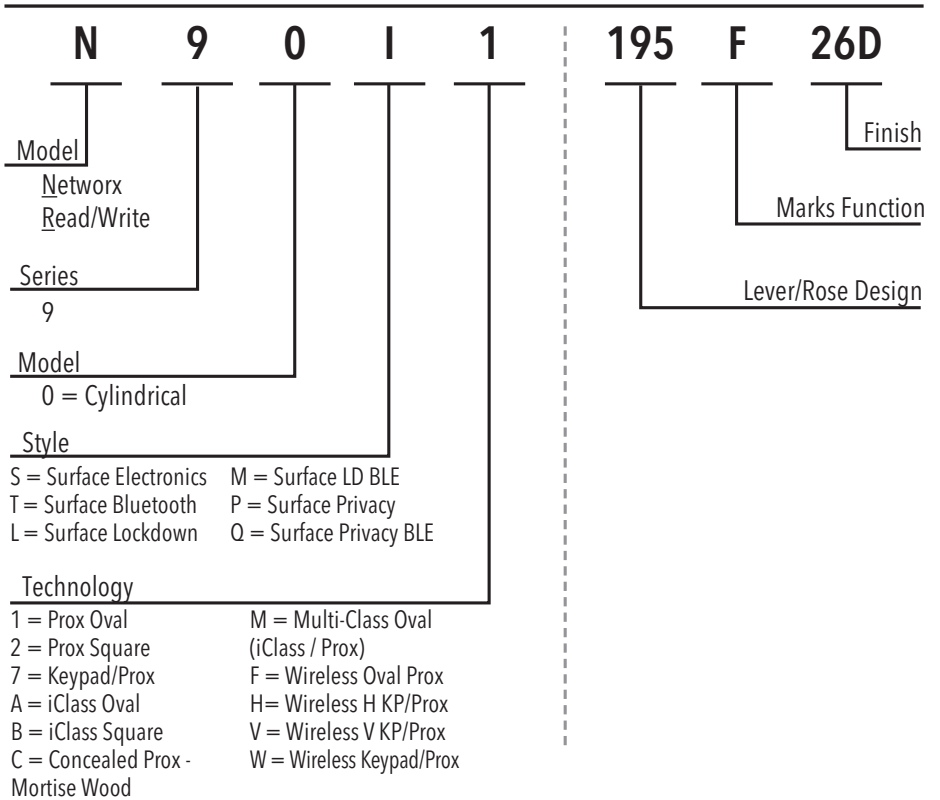 N 9 0 I 1 195 F 26D
Finish
Model
Networx
Read/Write
Marks Function
Series
9
Lever/Rose Design
Model
0 = Cylindrical
Style
S = Surface Electronics M = Surface LD BLE
T = Surface Bluetooth P = Surface Privacy
L = Surface Lockdown Q = Surface Privacy BLE
Technology
1 = Prox Oval
2 = Prox Square
7 = Keypad/Prox
A = iClass Oval
B = iClass Square
C = Concealed Prox -
Mortise Wood
M = Multi-Class Oval
(iClass / Prox)
F = Wireless Oval Prox
H= Wireless H KP/Prox
V = Wireless V KP/Prox
W = Wireless Keypad/Prox